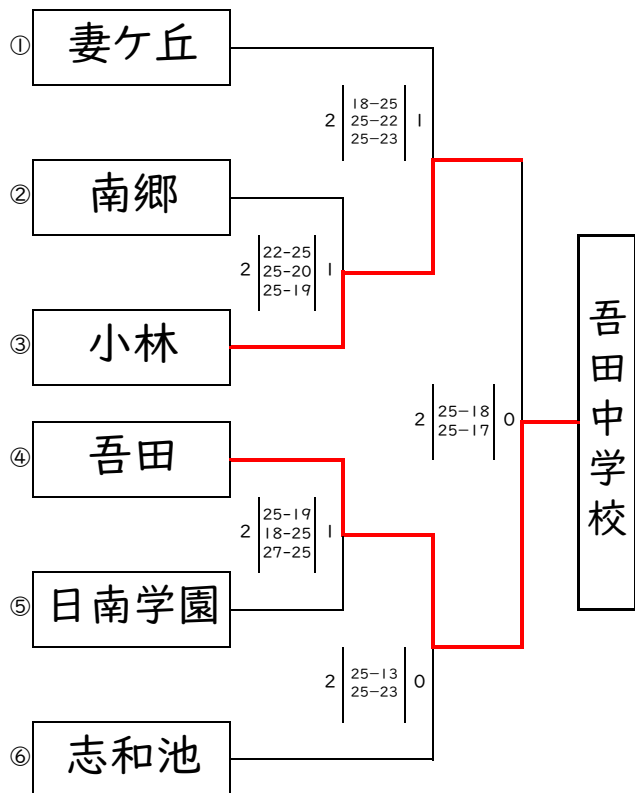 ① 妻ケ丘
2 18-25 1
25-22
25-23
② 南郷
2 22-25 1
25-20
25-19
③ 小林
2 25-18 0
25-17
吾田中学校
④ 吾田
2 25-19 1
18-25
27-25
⑤ 日南学園
2 25-13 0
25-23
⑥ 志和池